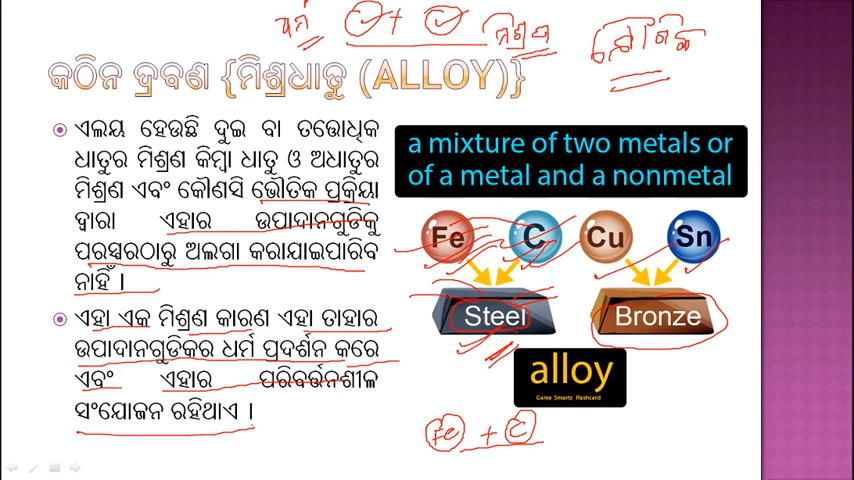 ମିଶ୍ରଣ
କଠିନ ଦ୍ରବଣ {ମିଶ୍ରଧାତୁ (ALLOY)}
ଏଲୟ ହେଉଛି ଦୁଇ ବା ତତୋଧିକ
ଧାତୁର ମିଶ୍ରଣ କିମ୍ବା ଧାତୁ ଓ ଅଧାତୁର
ମିଶ୍ରଣ ଏବଂ କୌଣସି ଭୌତିକ ପ୍ରକ୍ରିୟା
ଦ୍ୱାରା ଏହାର ଉପାଦାନଗୁଡିକୁ
ପରସ୍ପରଠାରୁ ଅଲଗା କରାଯାଇପାରିବ
ନାହିଁ ।
ଏହା ଏକ ମିଶ୍ରଣ କାରଣ ଏହା ତାହାର
ଉପାଦାନଗୁଡିକର ଧର୍ମ ପ୍ରଦର୍ଶନ କରେ
ଏବଂ ଏହାର ପରିବର୍ତ୍ତନଶୀଳ
ସଂଯୋଜନ ରହିଥାଏ ।
a mixture of two metals or
of a metal and a nonmetal
Fe C Cu Sn
Steel Bronze
alloy
Game Smartz flashcard
Fe + C